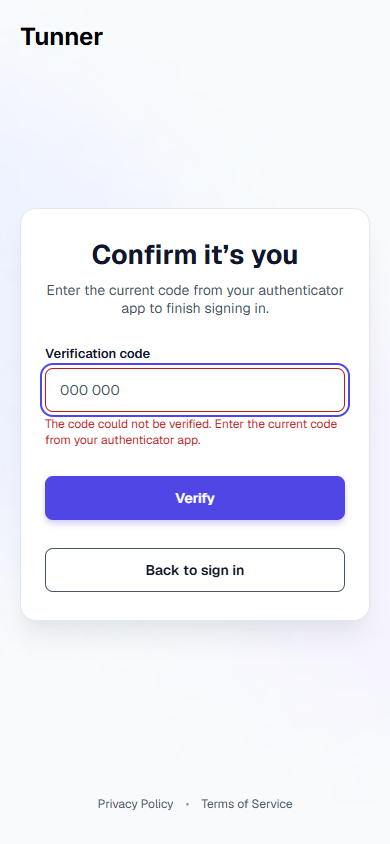 Tunner
Confirm it’s you
Enter the current code from your authenticator
app to finish signing in.
Verification code
000 000
The code could not be verified. Enter the current code
from your authenticator app.
Verify
Back to sign in
Privacy Policy • Terms of Service